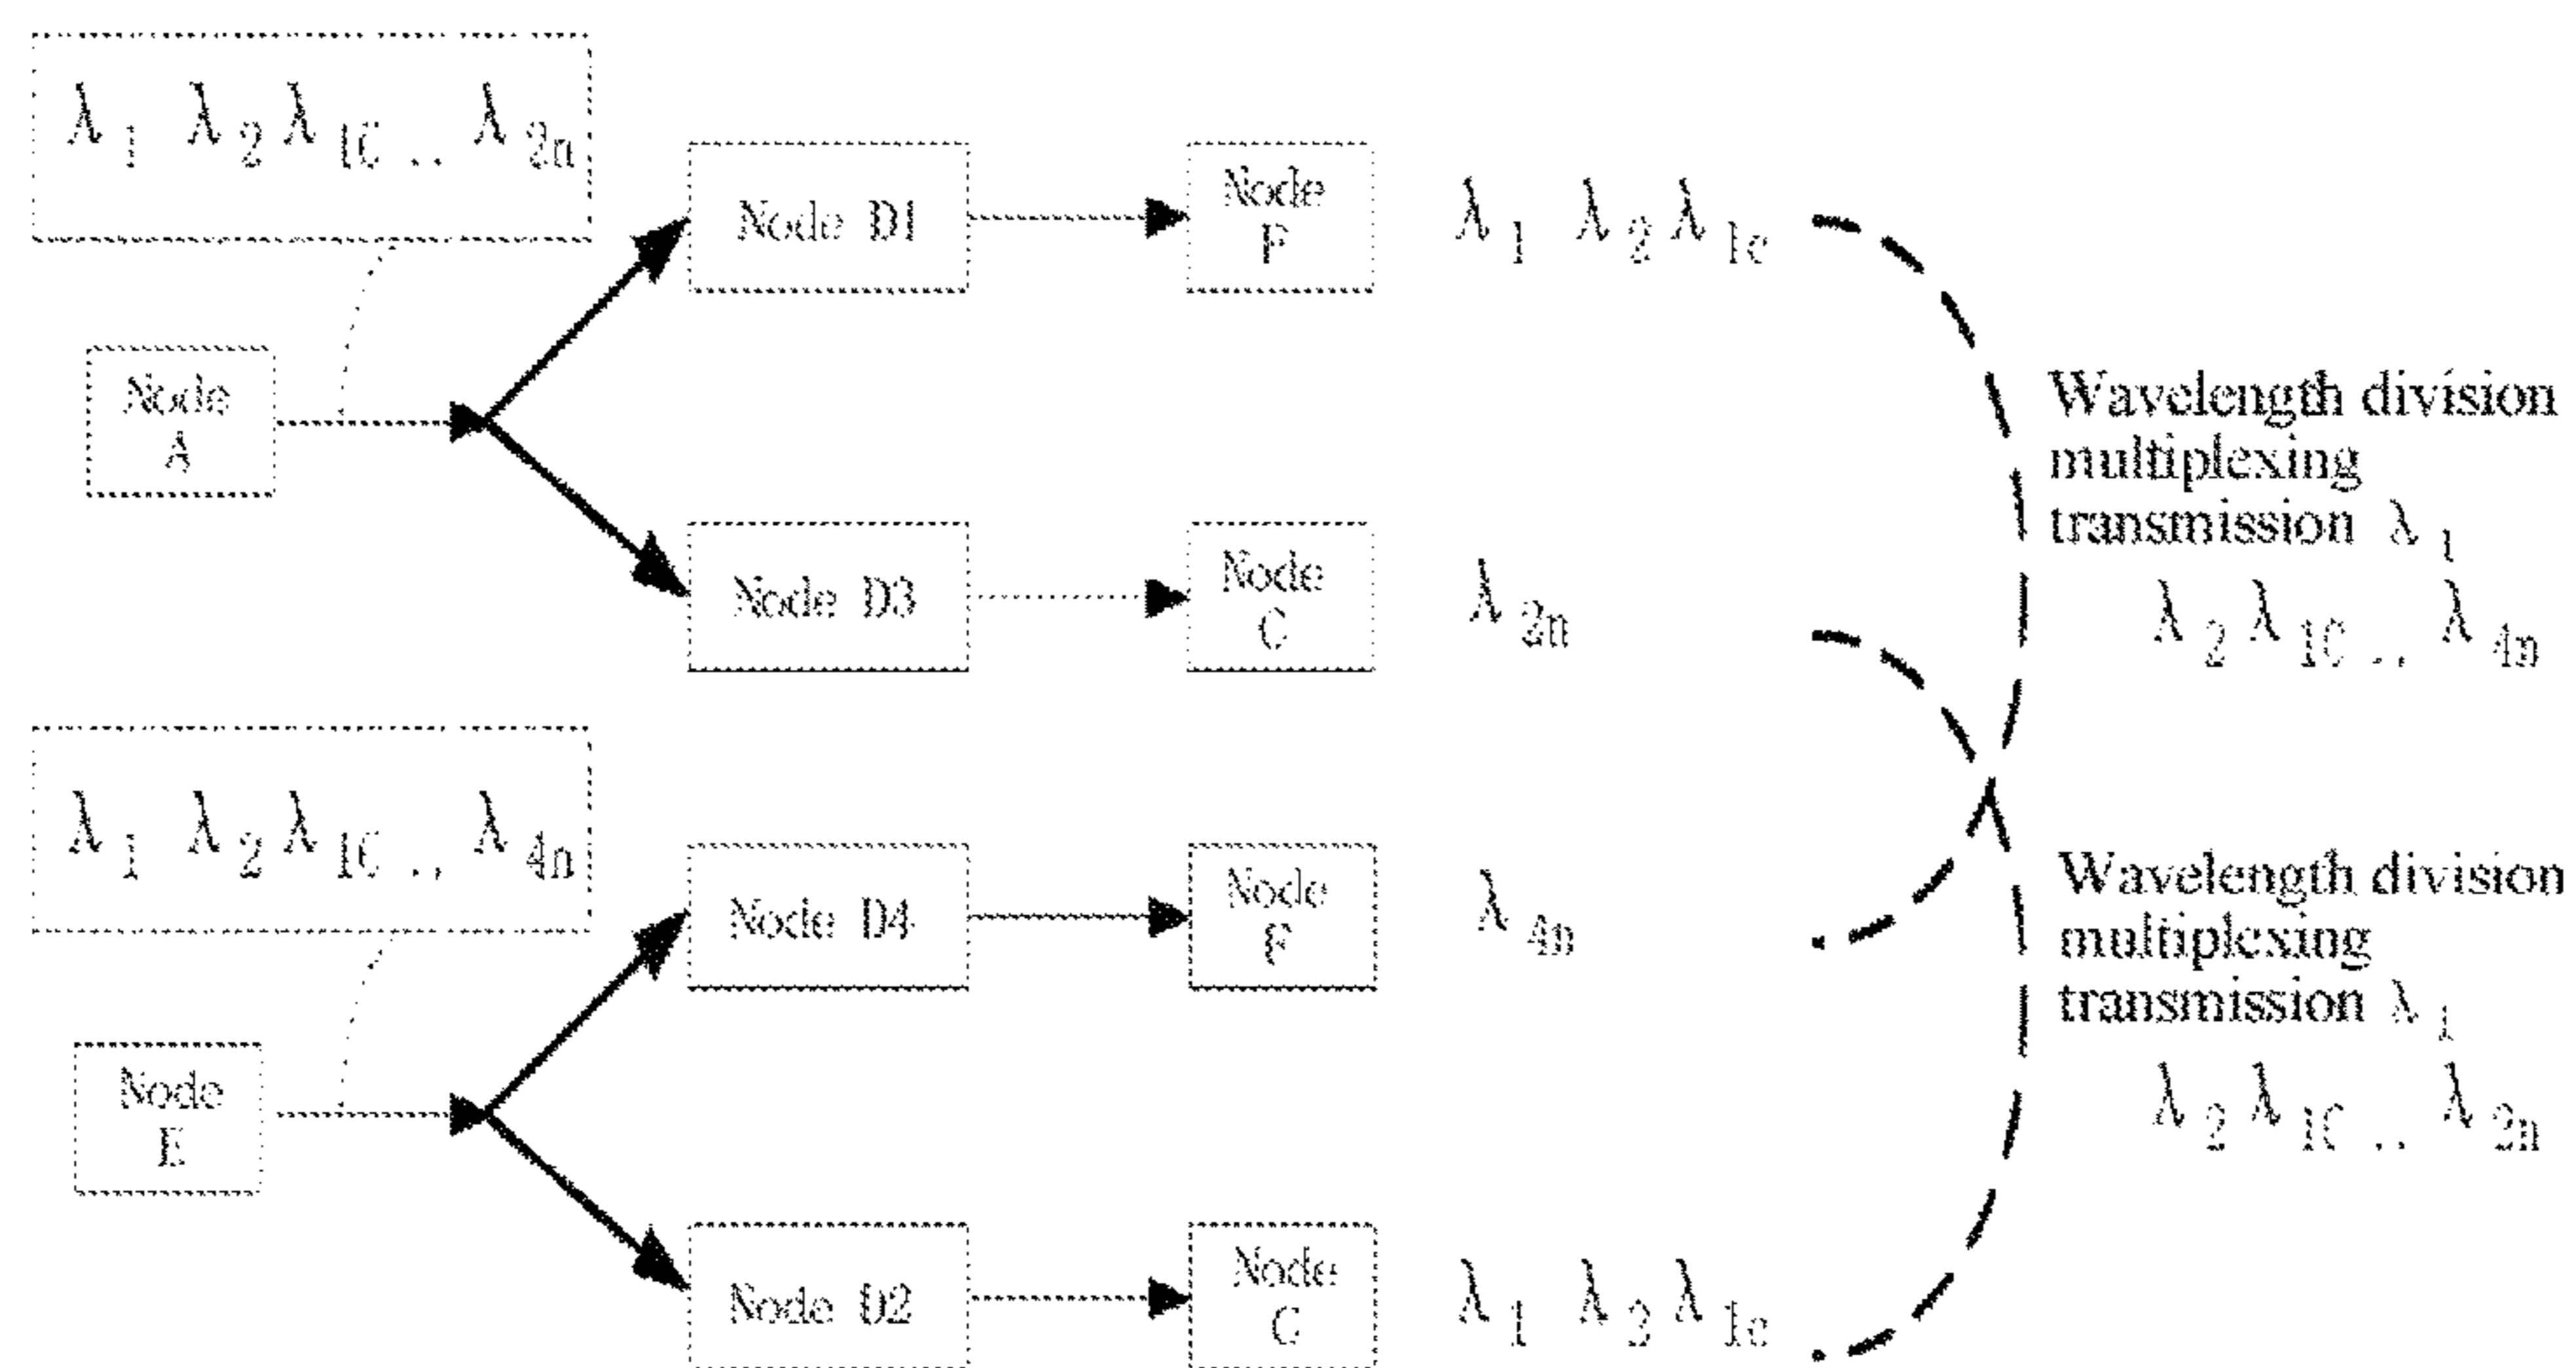 λ 1 λ 2 λ 1C .. λ 2n
Node D1
Node
F
λ 1 λ 2 λ 1c
Node
A
Wavelength division
multiplexing
transmission λ 1
λ 2 λ 1C .. λ 4n
Node D3
Node
C
λ 2n
λ 1 λ 2 λ 1C .. λ 4n
Node D4
Node
F
λ 4n
Wavelength division
multiplexing
transmission λ 1
λ 2 λ 1C .. λ 2n
Node
E
Node D2
Node
C
λ 1 λ 2 λ 1c